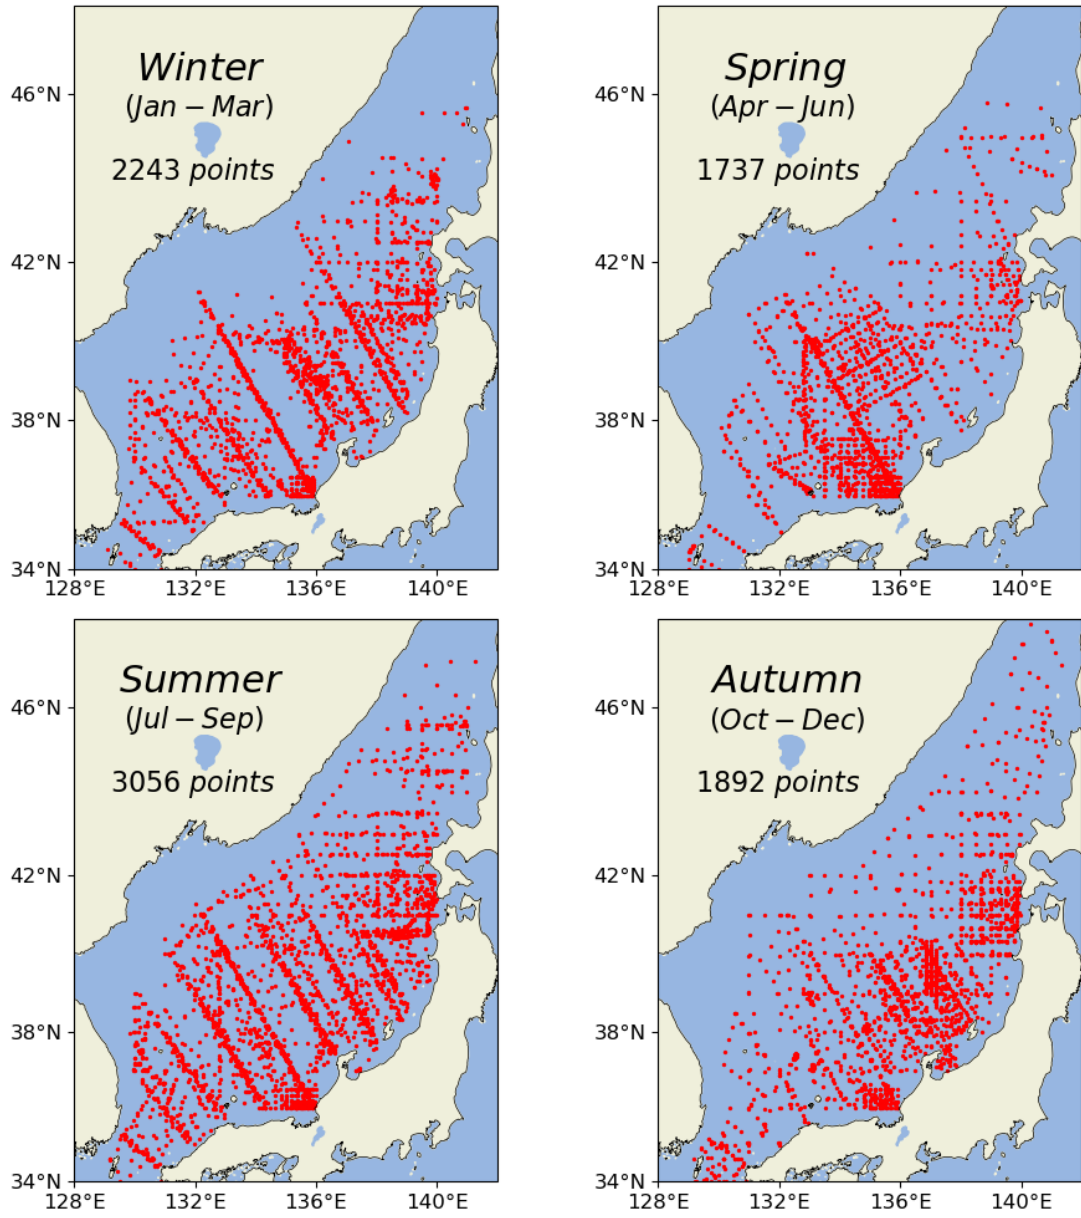 Winter
(Jan − Mar)
2243 points
46°N
42°N
38°N
34°N
128°E
132°E
136°E
140°E
Spring
(Apr − Jun)
1737 points
46°N
42°N
38°N
34°N
128°E
132°E
136°E
140°E
Summer
(Jul − Sep)
3056 points
46°N
42°N
38°N
34°N
128°E
132°E
136°E
140°E
Autumn
(Oct − Dec)
1892 points
46°N
42°N
38°N
34°N
128°E
132°E
136°E
140°E